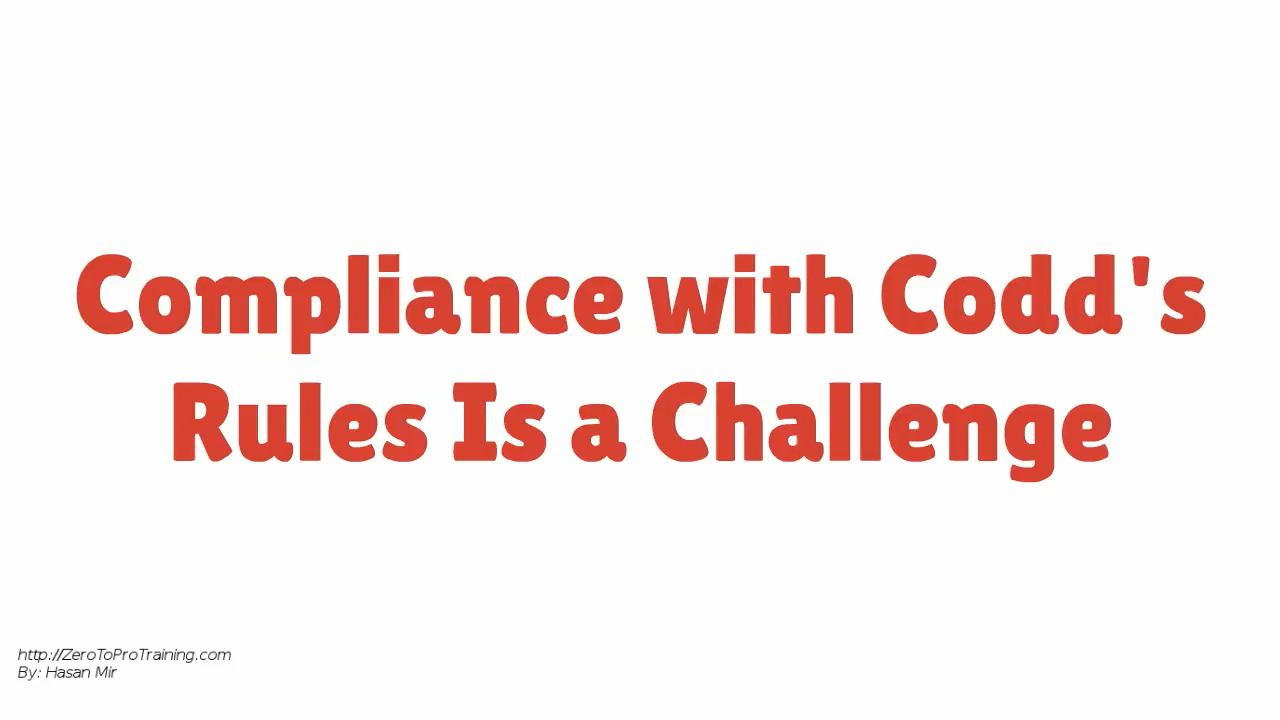 Compliance with Codd's
Rules Is a Challenge
http://ZeroToProTraining.com
By: Hasan Mir